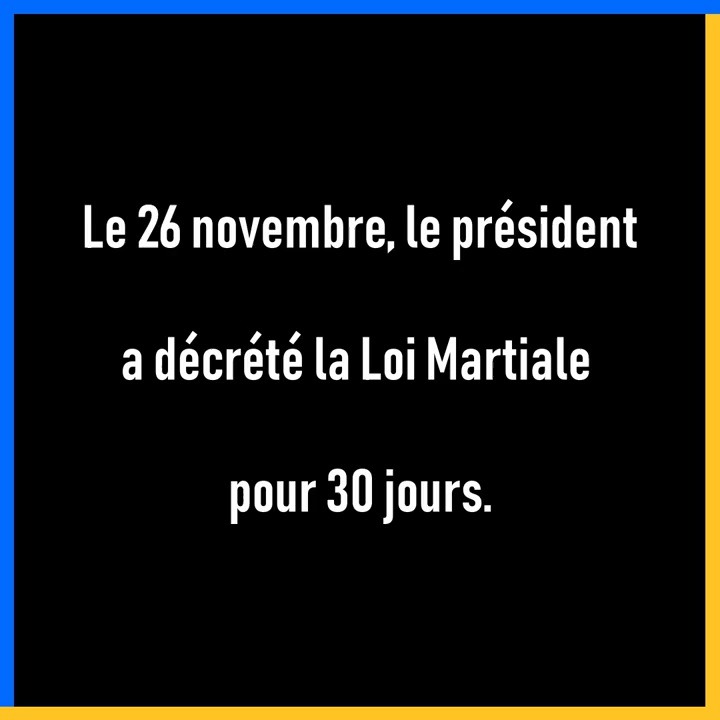 Le 26 novembre, le président
a décrété la Loi Martiale
pour 30 jours.